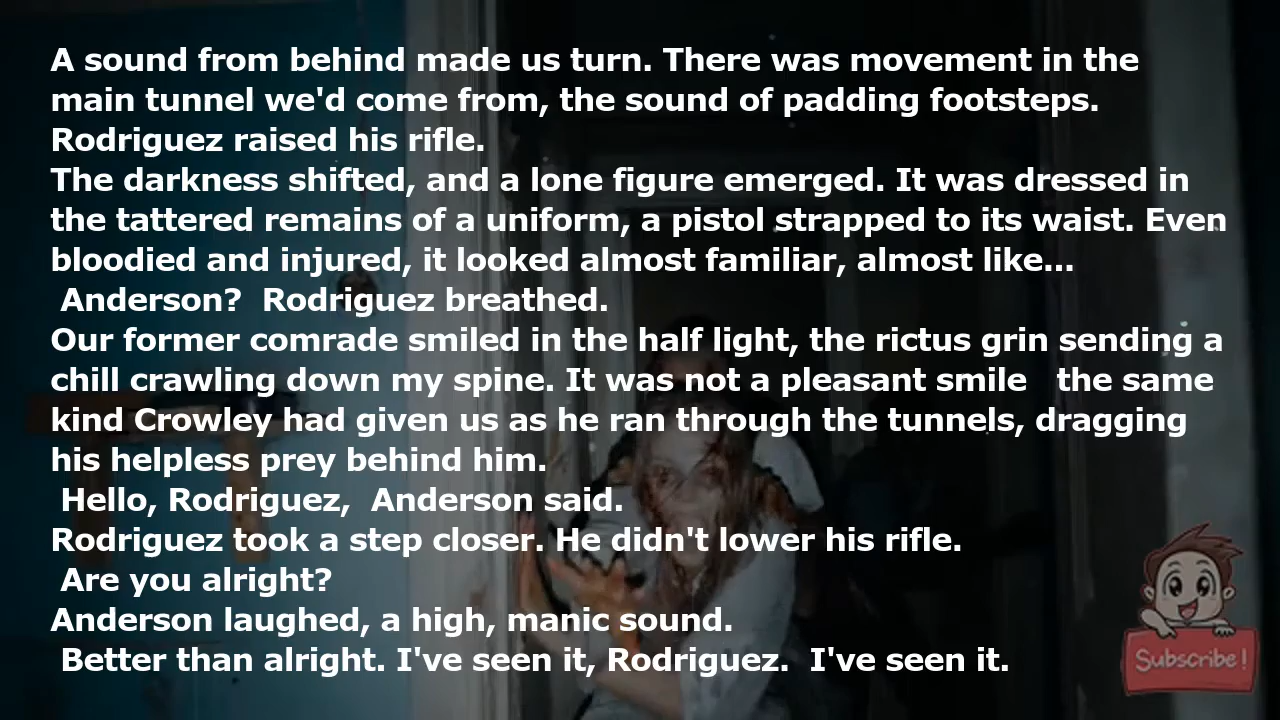 A sound from behind made us turn. There was movement in the
main tunnel we'd come from, the sound of padding footsteps.
Rodriguez raised his rifle.
The darkness shifted, and a lone figure emerged. It was dressed in
the tattered remains of a uniform, a pistol strapped to its waist. Even
bloodied and injured, it looked almost familiar, almost like...
Anderson?  Rodriguez breathed.
Our former comrade smiled in the half light, the rictus grin sending a
chill crawling down my spine. It was not a pleasant smile   the same
kind Crowley had given us as he ran through the tunnels, dragging
his helpless prey behind him.
Hello, Rodriguez,  Anderson said.
Rodriguez took a step closer. He didn't lower his rifle.
Are you alright?
Anderson laughed, a high, manic sound.
Better than alright. I've seen it, Rodriguez.  I've seen it.
Subscribe!